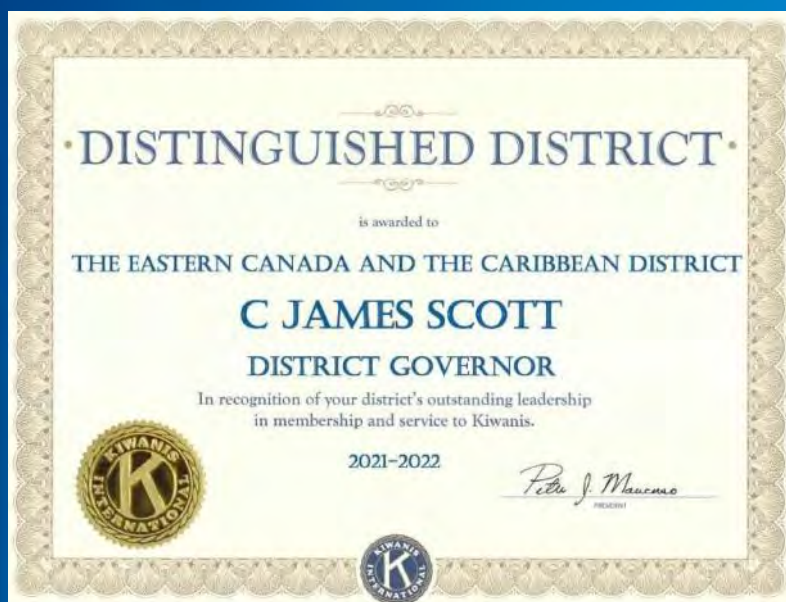 DISTINGUISHED DISTRICT
is awarded to
THE EASTERN CANADA AND THE CARIBBEAN DISTRICT
C JAMES SCOTT
DISTRICT GOVERNOR
In recognition of your district's outstanding leadership
in membership and service to Kiwanis.
2021-2022
PRESIDENT
KIWANIS
K
INTERNATIONAL
KIWANIS
K
INTERNATIONAL